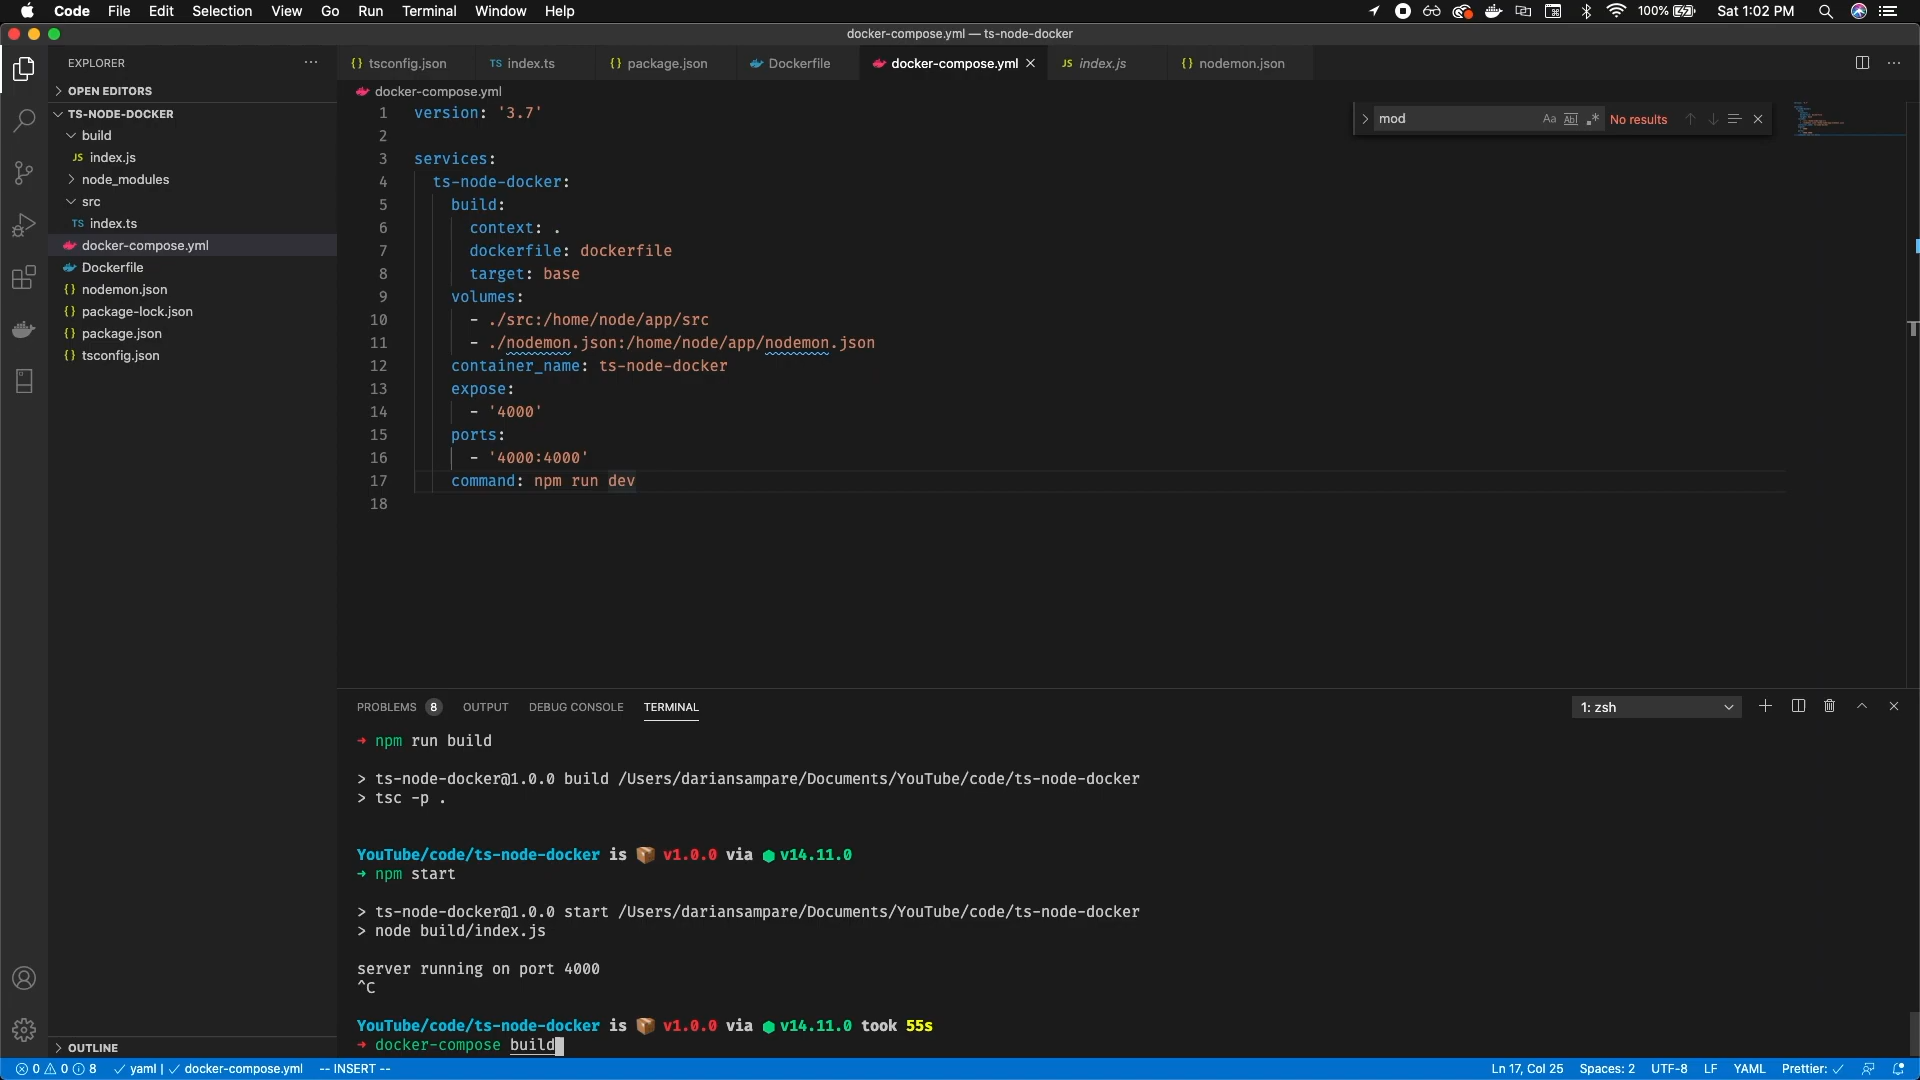 Code File Edit Selection View Go Run Terminal Window Help
100% Sat 1:02 PM
docker-compose.yml — ts-node-docker
EXPLORER
OPEN EDITORS
TS-NODE-DOCKER
build
JS index.js
node_modules
src
TS index.ts
docker-compose.yml
Dockerfile
{} nodemon.json
{} package-lock.json
{} package.json
{} tsconfig.json
OUTLINE
{} tsconfig.json TS index.ts {} package.json Dockerfile docker-compose.yml JS index.js {} nodemon.json
docker-compose.yml
mod Aa Abl .* No results
1 version: '3.7'
2
3 services:
4 ts-node-docker:
5 build:
6 context: .
7 dockerfile: dockerfile
8 target: base
9 volumes:
10 - ./src:/home/node/app/src
11 - ./nodemon.json:/home/node/app/nodemon.json
12 container_name: ts-node-docker
13 expose:
14 - '4000'
15 ports:
16 - '4000:4000'
17 command: npm run dev
18
PROBLEMS 8 OUTPUT DEBUG CONSOLE TERMINAL 1: zsh
➜ npm run build
> ts-node-docker@1.0.0 build /Users/dariansampare/Documents/YouTube/code/ts-node-docker
> tsc -p .
YouTube/code/ts-node-docker is 📦 v1.0.0 via ⬢ v14.11.0
➜ npm start
> ts-node-docker@1.0.0 start /Users/dariansampare/Documents/YouTube/code/ts-node-docker
> node build/index.js
server running on port 4000
^C
YouTube/code/ts-node-docker is 📦 v1.0.0 via ⬢ v14.11.0 took 55s
➜ docker-compose build
0 0 8 ✓ yaml | ✓ docker-compose.yml -- INSERT -- Ln 17, Col 25 Spaces: 2 UTF-8 LF YAML Prettier: ✓